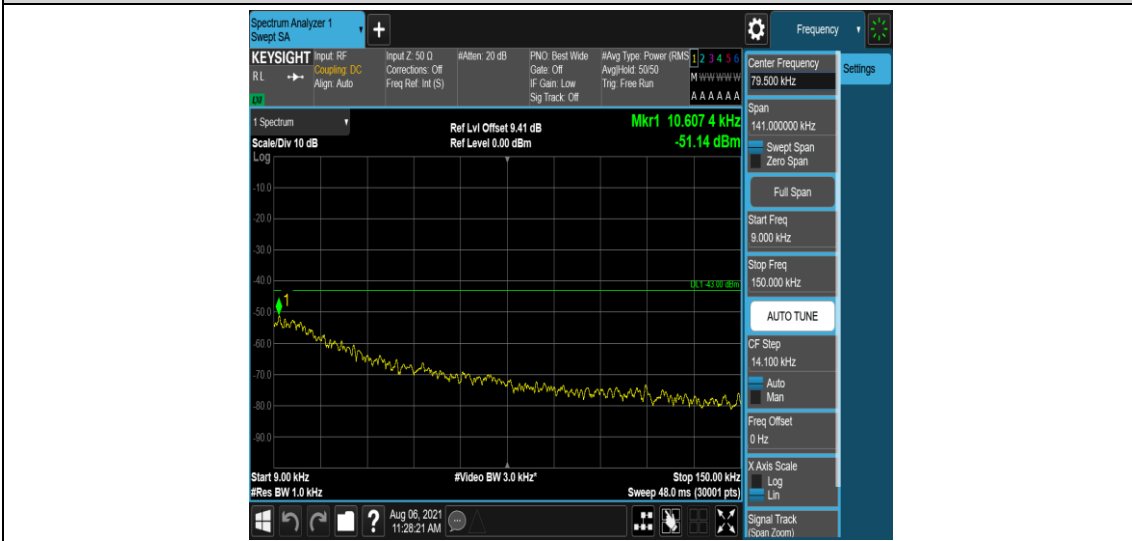 Spectrum Analyzer 1
Swept SA
+
Frequency
KEYSIGHT
RL
LXI
Input: RF
Coupling: DC
Align: Auto
Input Z: 50 Ω
Corrections: Off
Freq Ref: Int (S)
#Atten: 20 dB
PNO: Best Wide
Gate: Off
IF Gain: Low
Sig Track: Off
#Avg Type: Power (RMS
Avg|Hold: 50/50
Trig: Free Run
1 2 3 4 5 6
M W W W W W
A A A A A A
1 Spectrum
Scale/Div 10 dB
Ref Lvl Offset 9.41 dB
Ref Level 0.00 dBm
Mkr1 10.607 4 kHz
-51.14 dBm
Log
-10.0
-20.0
-30.0
-40.0
DL1 -43.00 dBm
1
-50.0
-60.0
-70.0
-80.0
-90.0
Start 9.00 kHz
#Video BW 3.0 kHz*
Stop 150.00 kHz
#Res BW 1.0 kHz
Sweep 48.0 ms (30001 pts)
?
Aug 06, 2021
11:28:21 AM
Center Frequency
79.500 kHz
Settings
Span
141.000000 kHz
Swept Span
Zero Span
Full Span
Start Freq
9.000 kHz
Stop Freq
150.000 kHz
AUTO TUNE
CF Step
14.100 kHz
Auto
Man
Freq Offset
0 Hz
X Axis Scale
Log
Lin
Signal Track
(Span Zoom)